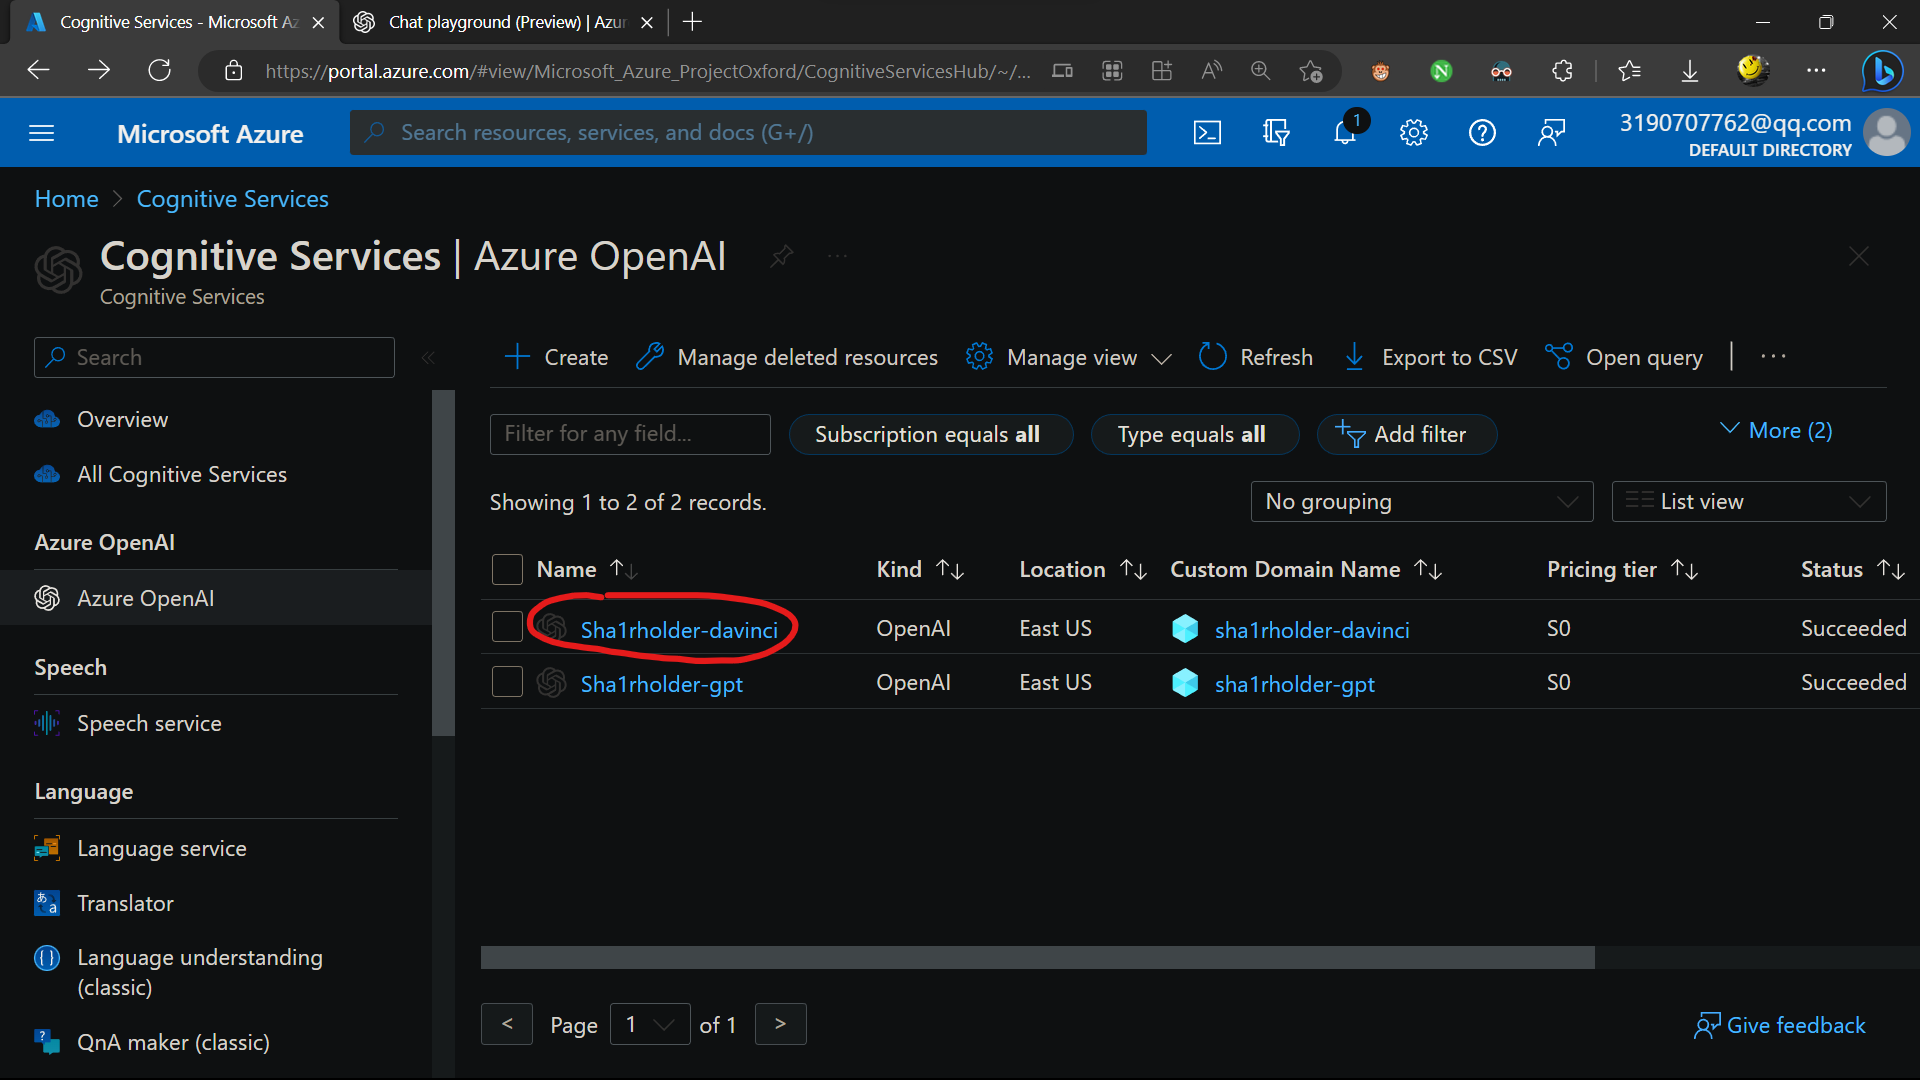 Cognitive Services - Microsoft Az
Chat playground (Preview) | Azur
https://portal.azure.com/#view/Microsoft_Azure_ProjectOxford/CognitiveServicesHub/~/...
Microsoft Azure
Search resources, services, and docs (G+/)
1
3190707762@qq.com
DEFAULT DIRECTORY
Home > Cognitive Services
Cognitive Services | Azure OpenAI
Cognitive Services
Search
Create
Manage deleted resources
Manage view
Refresh
Export to CSV
Open query
Overview
All Cognitive Services
Azure OpenAI
Azure OpenAI
Speech
Speech service
Language
Language service
Translator
Language understanding
(classic)
QnA maker (classic)
Filter for any field...
Subscription equals all
Type equals all
Add filter
More (2)
Showing 1 to 2 of 2 records.
No grouping
List view
Name Kind Location Custom Domain Name Pricing tier Status
Sha1rholder-davinci OpenAI East US sha1rholder-davinci S0 Succeeded
Sha1rholder-gpt OpenAI East US sha1rholder-gpt S0 Succeeded
< Page 1 of 1 >
Give feedback